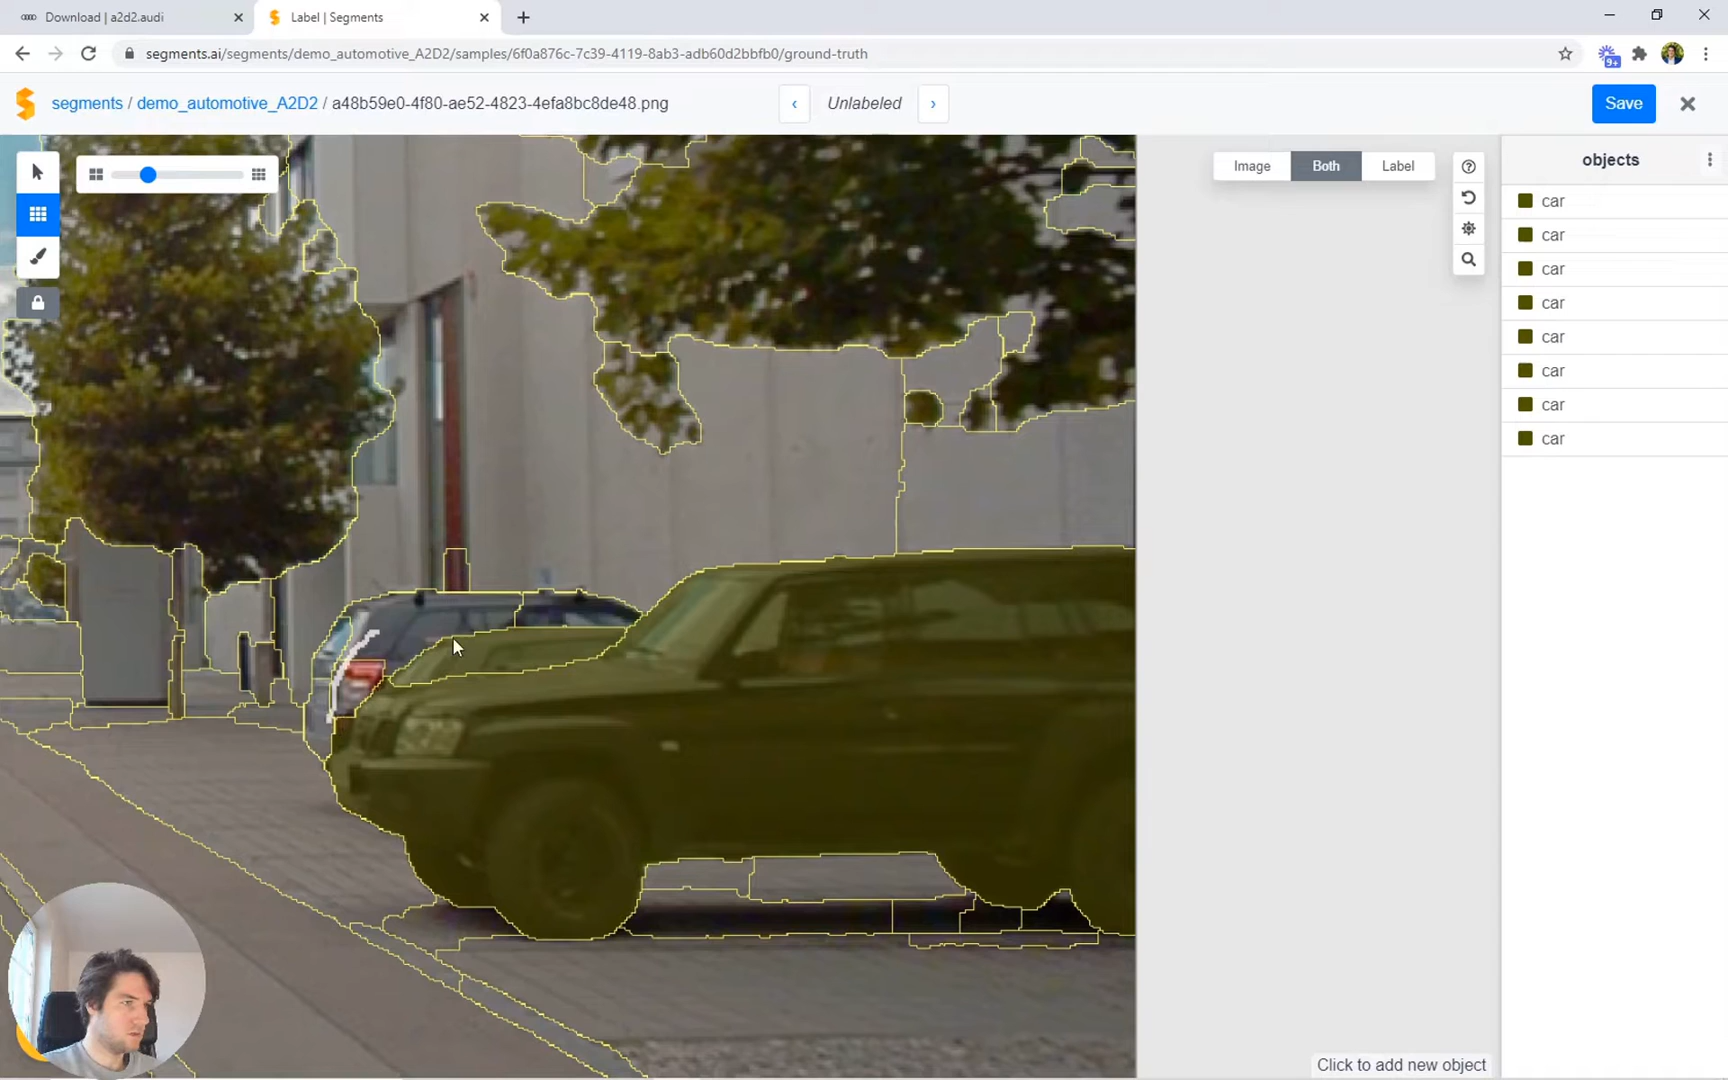 Download | a2d2.audi
Label | Segments
segments.ai/segments/demo_automotive_A2D2/samples/6f0a876c-7c39-4119-8ab3-adb60d2bbfb0/ground-truth
9+
segments / demo_automotive_A2D2 / a48b59e0-4f80-ae52-4823-4efa8bc8de48.png
Unlabeled
Save
Image
Both
Label
objects
car
car
car
car
car
car
car
car
Click to add new object